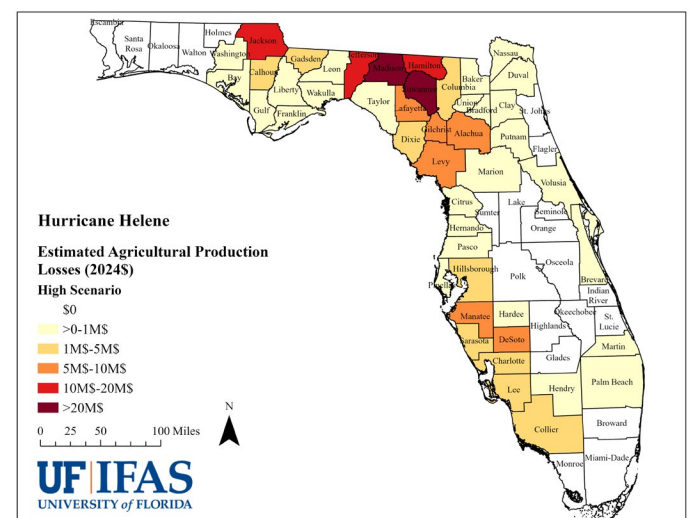 Escambia
Santa
Rosa
Okaloosa
Walton
Holmes
Washington
Jackson
Bay
Calhoun
Gulf
Liberty
Gadsden
Franklin
Leon
Wakulla
Jefferson
Madison
Taylor
Hamilton
Suwannee
Lafayette
Dixie
Columbia
Gilchrist
Levy
Baker
Union
Bradford
Alachua
Nassau
Duval
Clay
St. Johns
Putnam
Flagler
Marion
Volusia
Citrus
Sumter
Lake
Seminole
Orange
Hernando
Pasco
Pinellas
Hillsborough
Polk
Osceola
Brevard
Indian
River
Manatee
Hardee
Highlands
Okeechobee
St.
Lucie
Sarasota
DeSoto
Glades
Martin
Charlotte
Lee
Hendry
Palm Beach
Collier
Broward
Monroe
Miami-Dade
Hurricane Helene
Estimated Agricultural Production
Losses (2024$)
High Scenario
$0
>0-1M$
1M$-5M$
5M$-10M$
10M$-20M$
>20M$
0 25 50 100 Miles
N
UF|IFAS
UNIVERSITY of FLORIDA